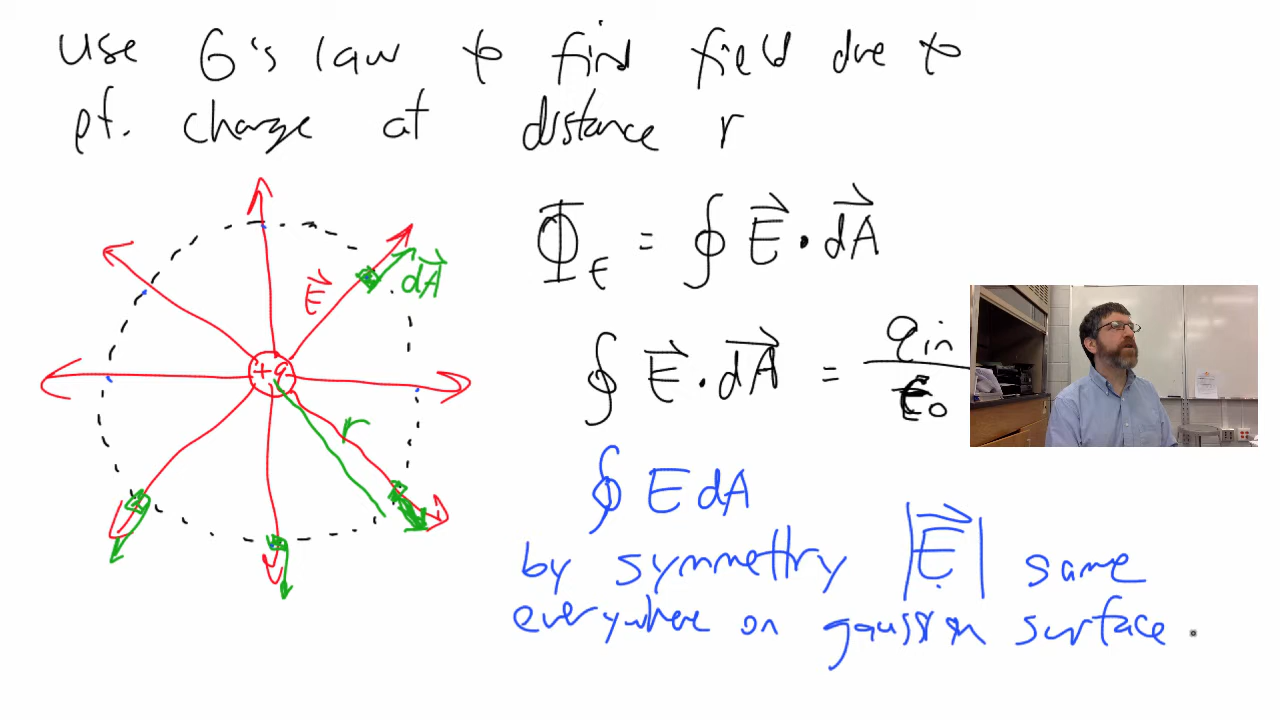 use G's law to find field due to
pt. charge at distance r
Φ_E = ∮ E⃗ · dA⃗
E⃗
dA⃗
+q
r
∮ E⃗ · dA⃗ = q_in / ε₀
∮ E dA
by symmetry |E⃗| same
everywhere on gaussian surface.